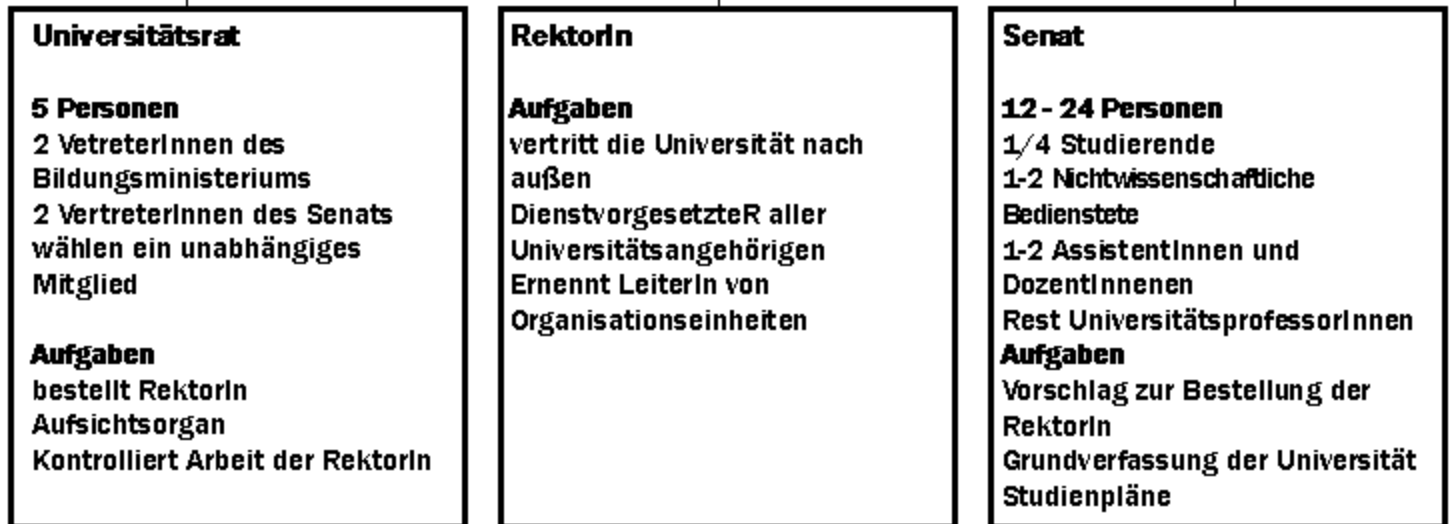 Universitätsrat
5 Personen
2 VetreterInnen des
Bildungsministeriums
2 VertreterInnen des Senats
wählen ein unabhängiges
Mitglied
Aufgaben
bestellt RektorIn
Aufsichtsorgan
Kontrolliert Arbeit der RektorIn
RektorIn
Aufgaben
vertritt die Universität nach
außen
DienstvorgesetzteR aller
Universitätsangehörigen
Ernennt LeiterIn von
Organisationseinheiten
Senat
12 - 24 Personen
1/4 Studierende
1-2 Nichtwissenschaftliche
Bedienstete
1-2 AssistentInnen und
DozentInnenen
Rest UniversitätsprofessorInnen
Aufgaben
Vorschlag zur Bestellung der
RektorIn
Grundverfassung der Universität
Studienpläne